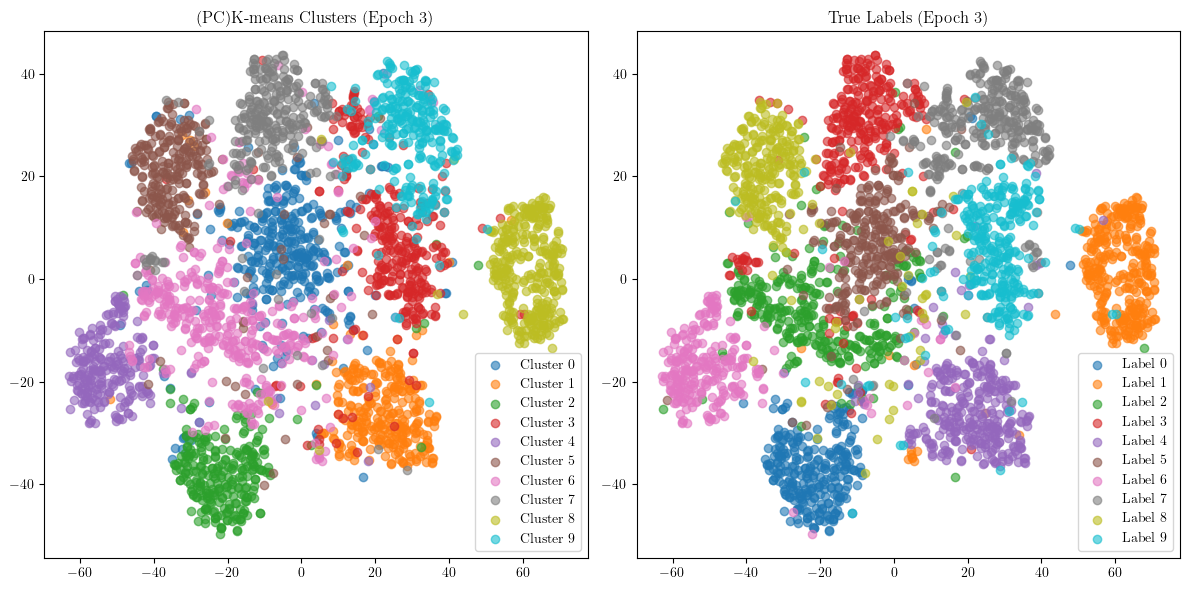 (PC)K-means Clusters (Epoch 3)
40
20
0
−20
−40
−60
−40
−20
0
20
40
60
Cluster 0
Cluster 1
Cluster 2
Cluster 3
Cluster 4
Cluster 5
Cluster 6
Cluster 7
Cluster 8
Cluster 9
True Labels (Epoch 3)
40
20
0
−20
−40
−60
−40
−20
0
20
40
60
Label 0
Label 1
Label 2
Label 3
Label 4
Label 5
Label 6
Label 7
Label 8
Label 9